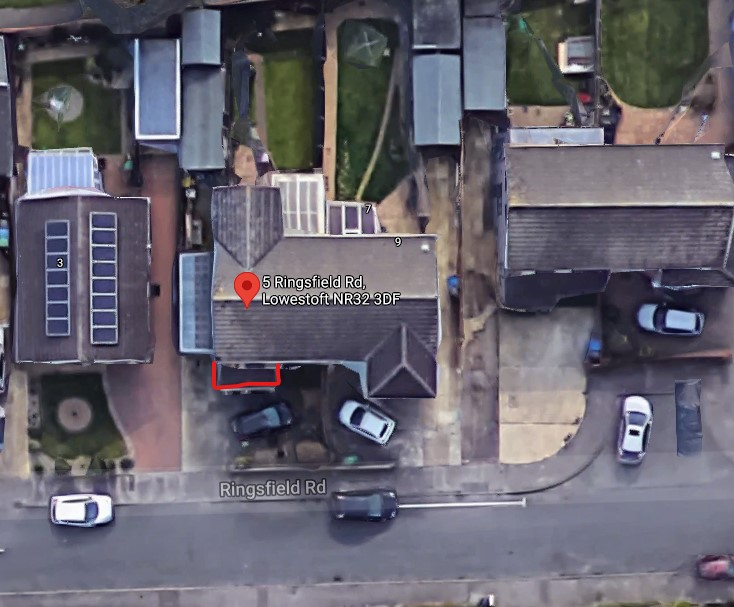 7
9
3
5 Ringsfield Rd,
Lowestoft NR32 3DF
Ringsfield Rd